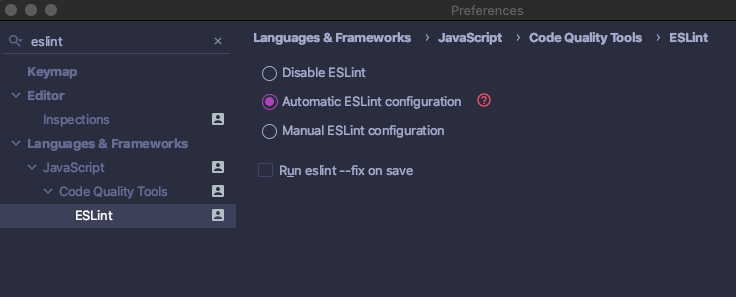 Preferences
eslint
Keymap
Editor
Inspections
Languages & Frameworks
JavaScript
Code Quality Tools
ESLint
Languages & Frameworks › JavaScript › Code Quality Tools › ESLint
Disable ESLint
Automatic ESLint configuration ?
Manual ESLint configuration
Run eslint --fix on save